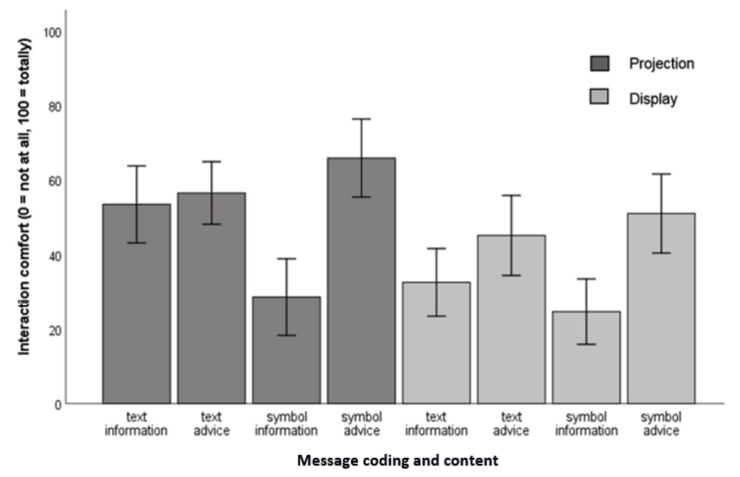 Interaction comfort (0 = not at all, 100 = totally)
100
80
60
40
20
0
Projection
Display
text information
text advice
symbol information
symbol advice
text information
text advice
symbol information
symbol advice
Message coding and content